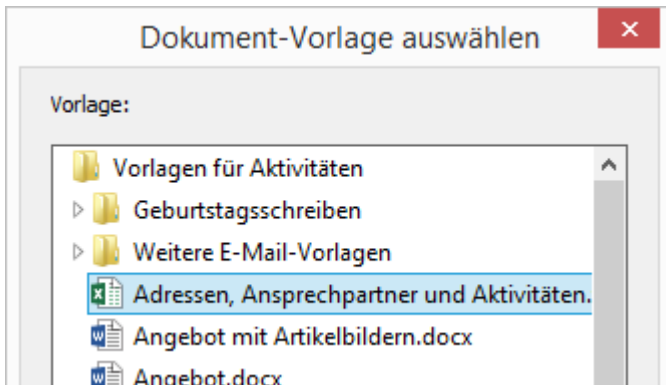 Dokument-Vorlage auswählen
Vorlage:
Vorlagen für Aktivitäten
Geburtstagsschreiben
Weitere E-Mail-Vorlagen
Adressen, Ansprechpartner und Aktivitäten.
Angebot mit Artikelbildern.docx
Angebot.docx